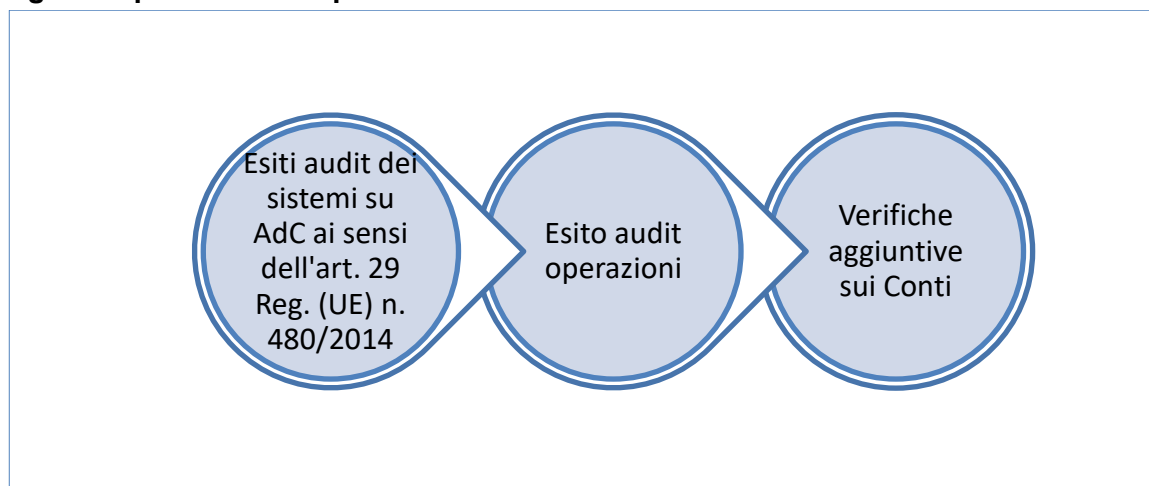 Esiti audit dei
sistemi su
AdC ai sensi
dell'art. 29
Reg. (UE) n.
480/2014
Esito audit
operazioni
Verifiche
aggiuntive
sui Conti